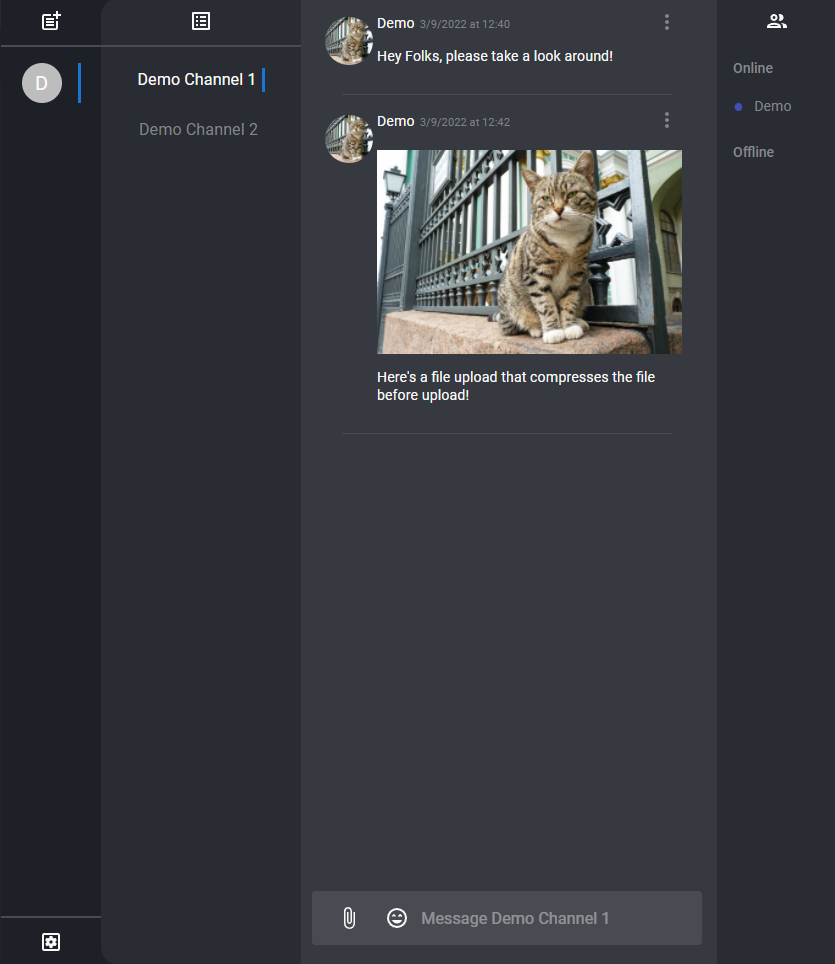 D
Demo Channel 1
Demo Channel 2
Demo 3/9/2022 at 12:40
Hey Folks, please take a look around!
Demo 3/9/2022 at 12:42
Here's a file upload that compresses the file
before upload!
Message Demo Channel 1
Online
Demo
Offline